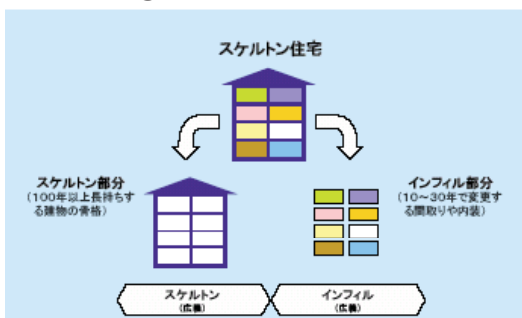 スケルトン住宅
スケルトン部分
(100年以上長持ちす
る建物の骨格)
インフィル部分
(10~30年で変更す
る間取りや内装)
スケルトン
(広義)
インフィル
(広義)